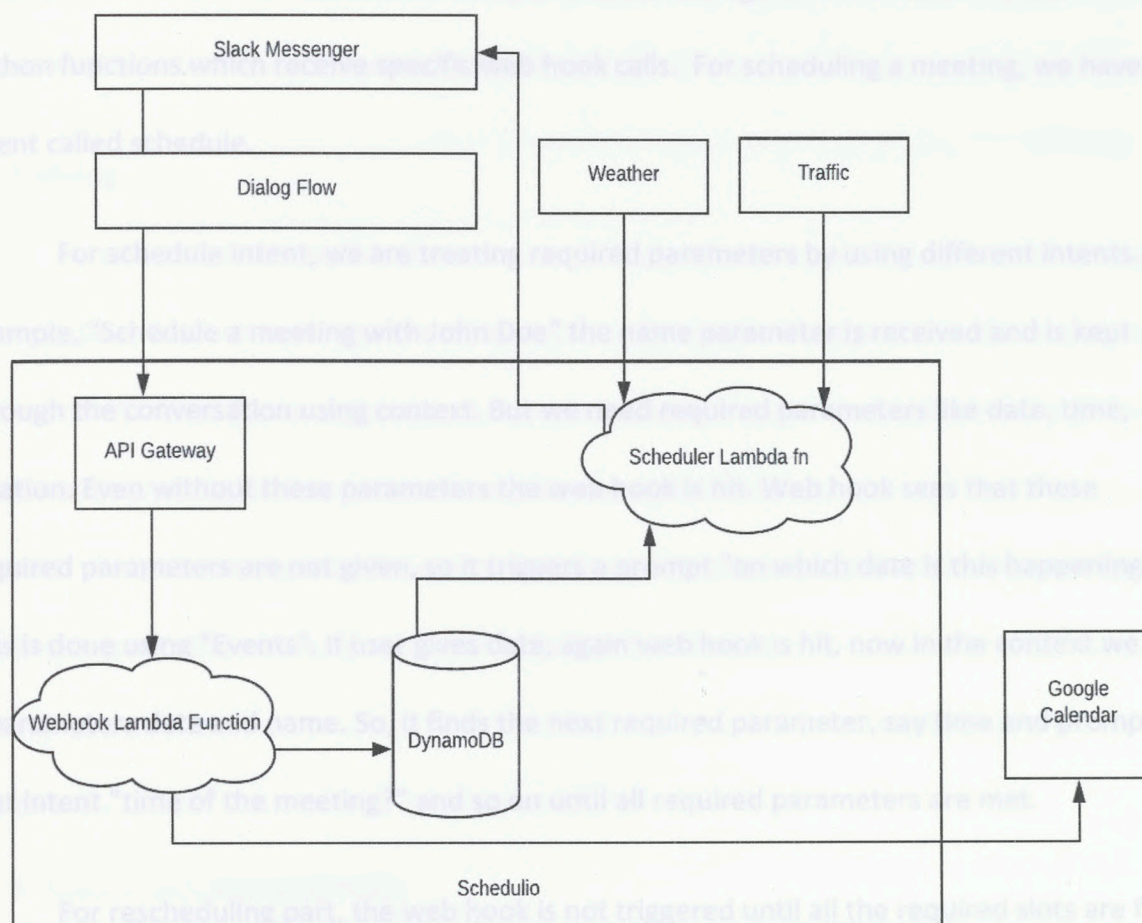 Slack Messenger
functions which receive specific web hook calls. For scheduling a meeting, we have
called schedule.
Dialog Flow
Weather
Traffic
For schedule intent, we are treating required parameters by using different intents.
"Schedule a meeting with John Doe" the name parameter is received and is kept
the conversation using context. But we need required parameters like date, time,
API Gateway
Scheduler Lambda fn
Even without these parameters the web hook is hit. Web hook sees that those
parameters are not given, so it triggers a prompt "on which date is this happening
is done using "Events". If user gives date, again web hook is hit, now in the context we
Google
Calendar
Webhook Lambda Function
name. So, it finds the next required parameter, say time and
DynamoDB
intent "time of the meeting?" and so on until all required parameters are met.
Schedulio
For rescheduling part, the web hook is not triggered until all the required slots are